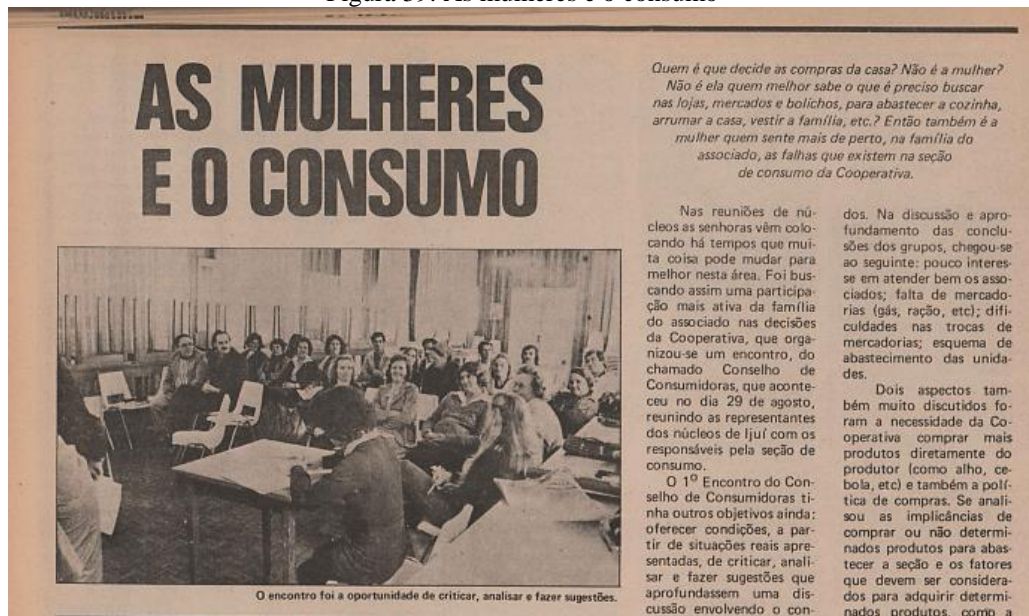 Figura 39: As mulheres e o consumo
AS MULHERES
E O CONSUMO
Quem é que decide as compras da casa? Não é a mulher?
Não é ela quem melhor sabe o que é preciso buscar
nas lojas, mercados e bolichos, para abastecer a cozinha,
arrumar a casa, vestir a família, etc.? Então também é a
mulher quem sente mais de perto, na família do
associado, as falhas que existem na seção
de consumo da Cooperativa.
O encontro foi a oportunidade de criticar, analisar e fazer sugestões.
Nas reuniões de nú-
cleos as senhoras vêm colo-
cando há tempos que mui-
ta coisa pode mudar para
melhor nesta área. Foi bus-
cando assim uma participa-
ção mais ativa da família
do associado nas decisões
da Cooperativa, que orga-
nizou-se um encontro, do
chamado Conselho de
Consumidoras, que aconte-
ceu no dia 29 de agosto,
reunindo as representantes
dos núcleos de Ijuí com os
responsáveis pela seção de
consumo.
O 1º Encontro do Con-
selho de Consumidoras ti-
nha outros objetivos ainda:
oferecer condições, a par-
tir de situações reais apre-
sentadas, de criticar, anali-
sar e fazer sugestões que
aprofundassem uma dis-
cussão envolvendo o con-
dos. Na discussão e apro-
fundamento das conclu-
sões dos grupos, chegou-se
ao seguinte: pouco interes-
se em atender bem os asso-
ciados; falta de mercado-
rias (gás, ração, etc); difi-
culdades nas trocas de
mercadorias; esquema de
abastecimento das unida-
des.
Dois aspectos tam-
bém muito discutidos fo-
ram a necessidade da Co-
operativa comprar mais
produtos diretamente do
produtor (como alho, ce-
bola, etc) e também a polí-
tica de compras. Se anali-
sou as implicâncias de
comprar ou não determi-
nados produtos para abas-
tecer a seção e os fatores
que devem ser considera-
dos para adquirir determi-
nados produtos, como a